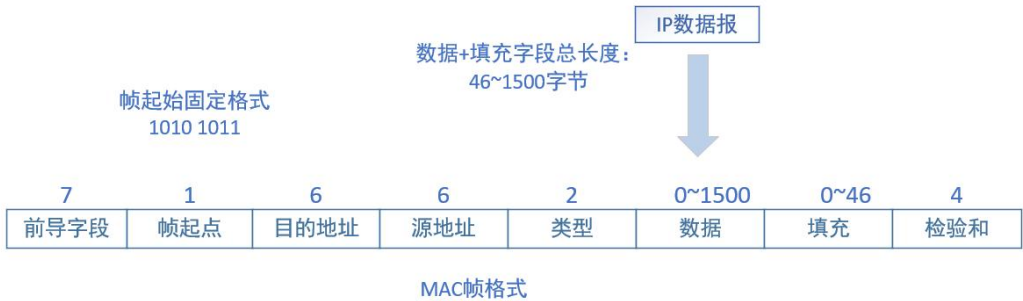 IP数据报
数据+填充字段总长度：
46~1500字节
帧起始固定格式
1010 1011
7 1 6 6 2 0~1500 0~46 4
前导字段 帧起点 目的地址 源地址 类型 数据 填充 检验和
MAC帧格式